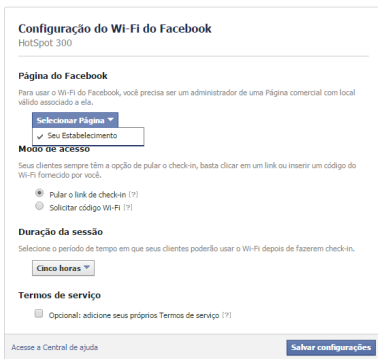 Configuração do Wi-Fi do Facebook
HotSpot 300
Página do Facebook
Para usar o Wi-Fi do Facebook, você precisa ser um administrador de uma Página comercial com local
válido associado a ela.
Selecionar Página
Seu Estabelecimento
Modo de acesso
Seus clientes sempre têm a opção de pular o check-in, basta clicar em um link ou inserir um código do
Wi-Fi fornecido por você.
Pular o link de check-in [?]
Solicitar código Wi-Fi [?]
Duração da sessão
Selecione o período de tempo em que seus clientes poderão usar o Wi-Fi depois de fazerem check-in.
Cinco horas
Termos de serviço
Opcional: adicione seus próprios Termos de serviço [?]
Acesse a Central de ajuda
Salvar configurações